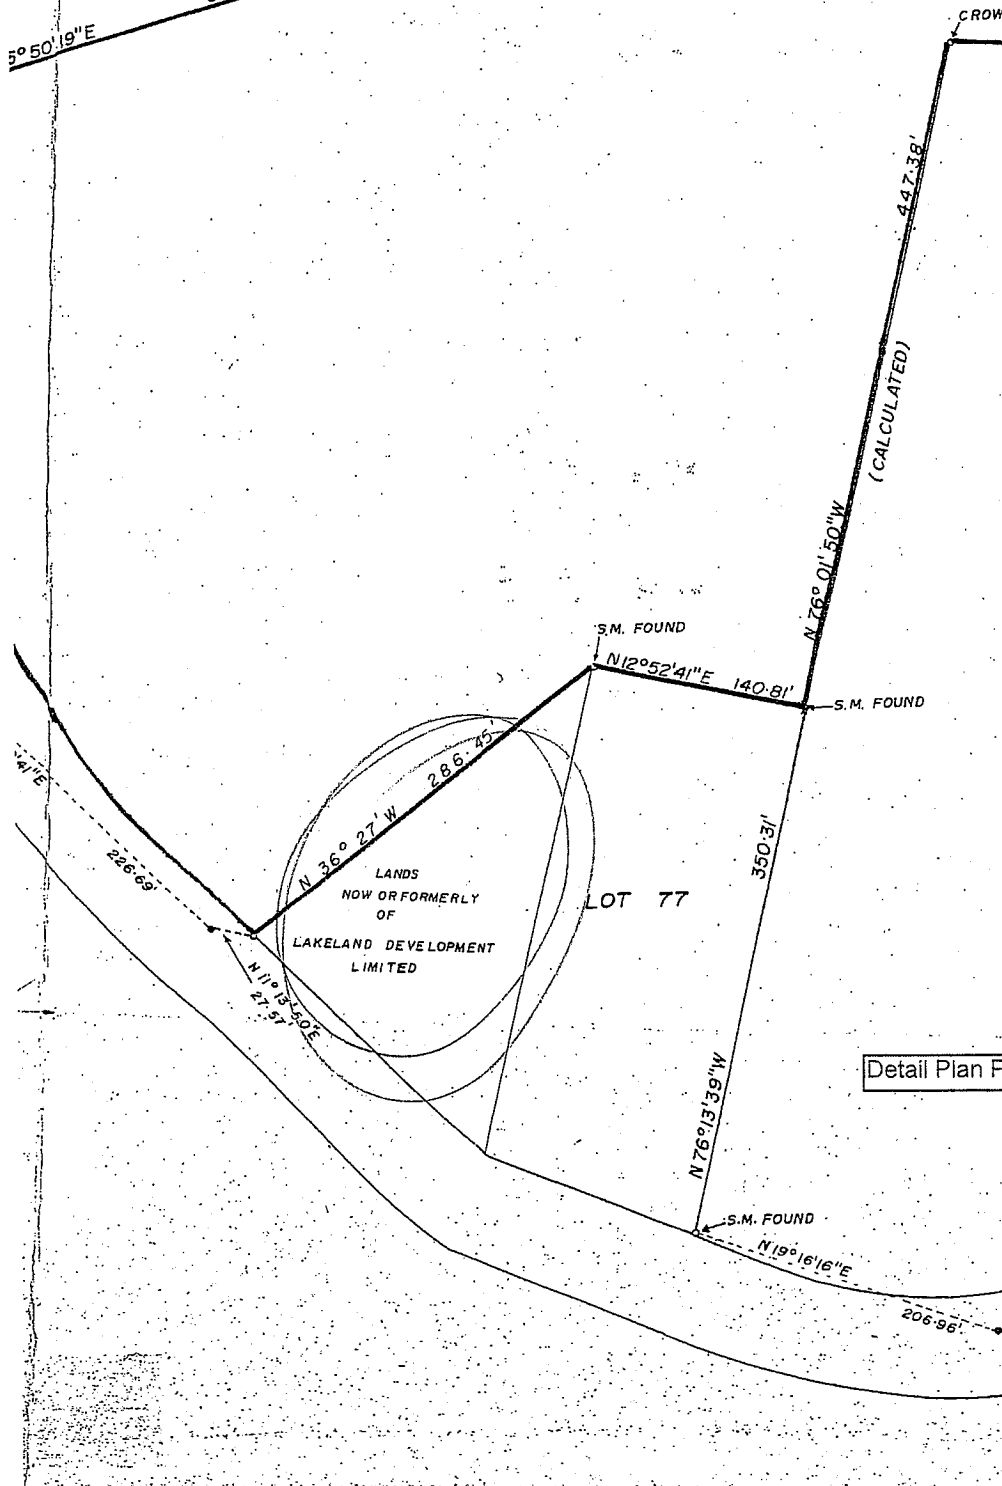 5°50'19"E
CROW
447.38'
(CALCULATED)
N 76° 01' 50"W
S.M. FOUND
N12°52'41"E 140.81'
S.M. FOUND
286.45'
N 36° 27' W
41"E
226.69'
350.31'
LANDS
NOW OR FORMERLY
OF
LAKELAND DEVELOPMENT
LIMITED
LOT 77
N 11° 13' 50"E
27.57'
Detail Plan F
N 76°13'39"W
S.M. FOUND
N19°16'16"E
206.96'